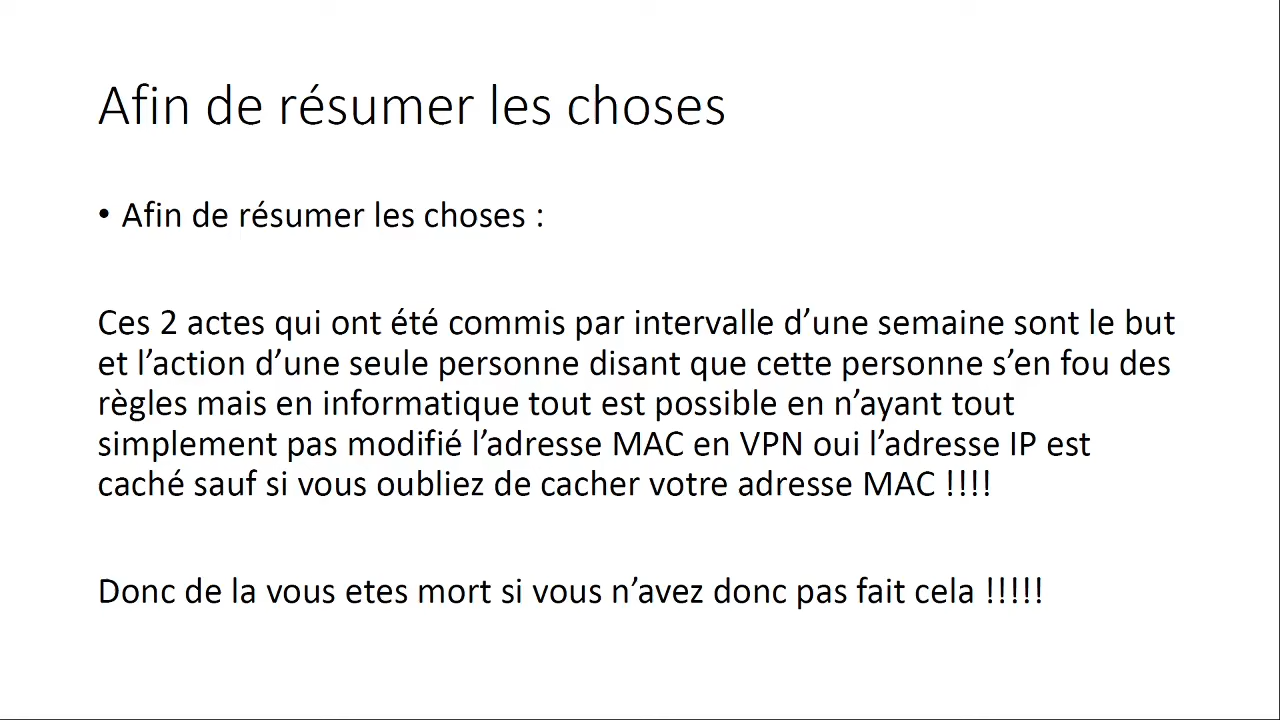 Afin de résumer les choses
• Afin de résumer les choses :
Ces 2 actes qui ont été commis par intervalle d’une semaine sont le but
et l’action d’une seule personne disant que cette personne s’en fou des
règles mais en informatique tout est possible en n’ayant tout
simplement pas modifié l’adresse MAC en VPN oui l’adresse IP est
caché sauf si vous oubliez de cacher votre adresse MAC !!!!
Donc de la vous etes mort si vous n’avez donc pas fait cela !!!!!